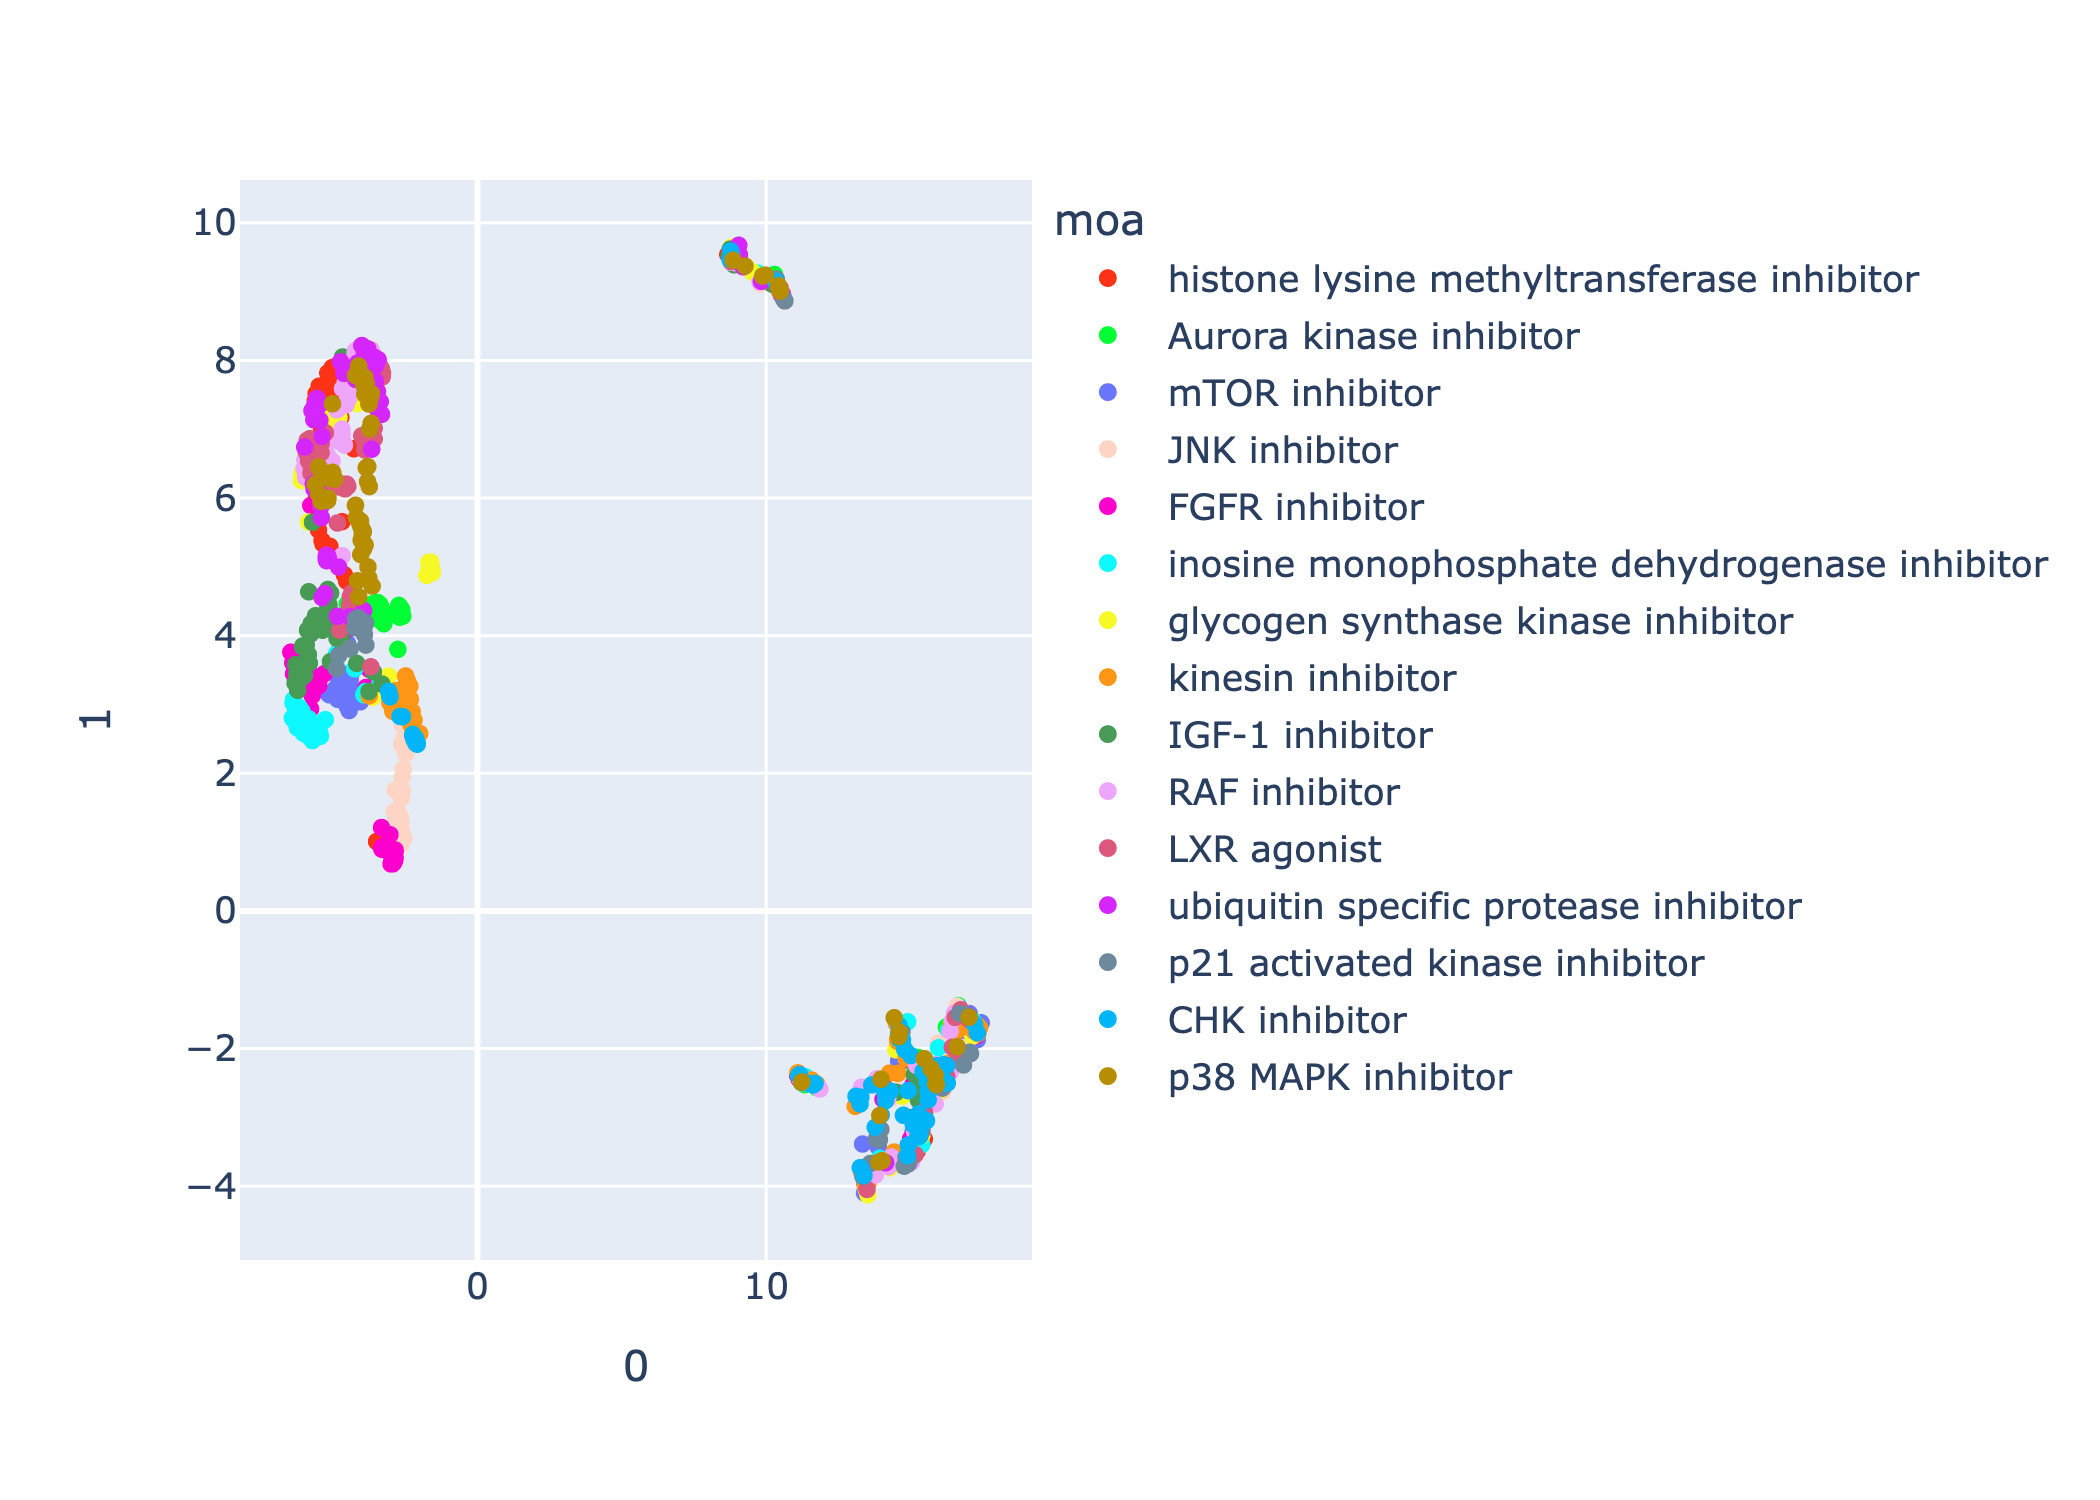 10
8
6
4
2
0
−2
−4
1
0
10
0
moa
histone lysine methyltransferase inhibitor
Aurora kinase inhibitor
mTOR inhibitor
JNK inhibitor
FGFR inhibitor
inosine monophosphate dehydrogenase inhibitor
glycogen synthase kinase inhibitor
kinesin inhibitor
IGF-1 inhibitor
RAF inhibitor
LXR agonist
ubiquitin specific protease inhibitor
p21 activated kinase inhibitor
CHK inhibitor
p38 MAPK inhibitor